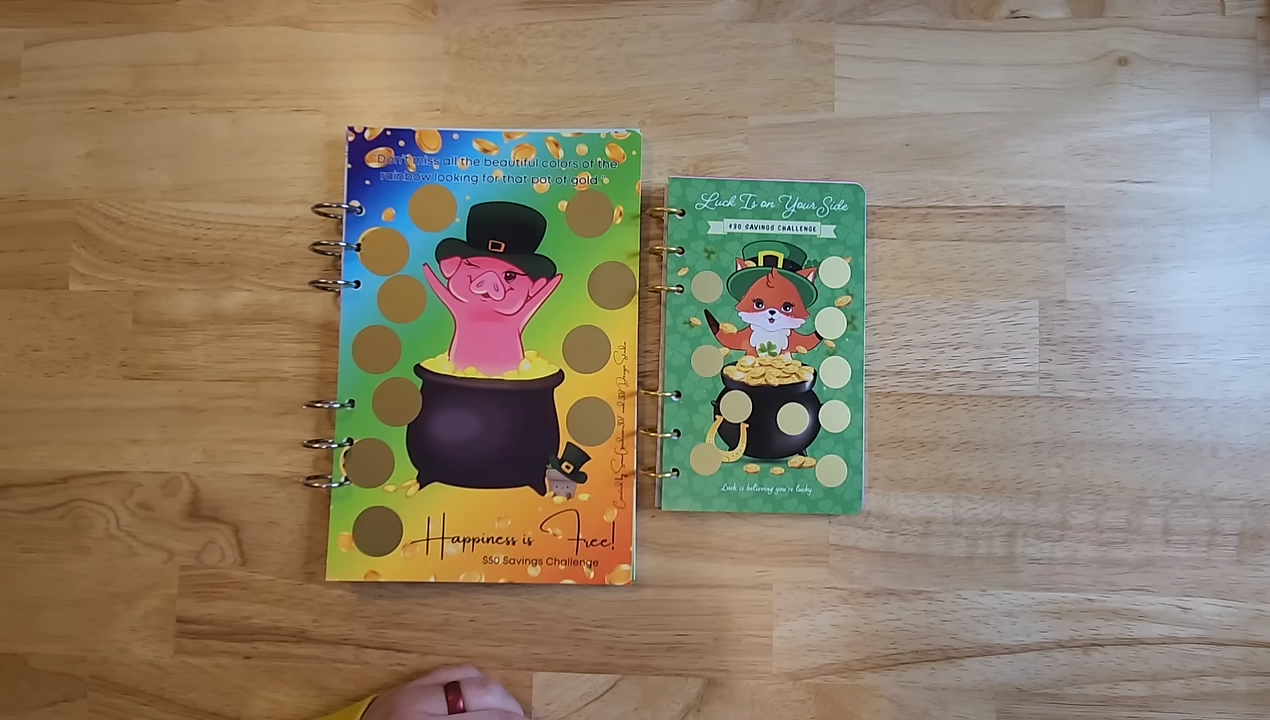 "Don't miss all the beautiful colors of the
rainbow looking for that pot of gold."
Happiness is Free!
$50 Savings Challenge
Luck Is on Your Side
$30 SAVINGS CHALLENGE
Luck is believing you're lucky